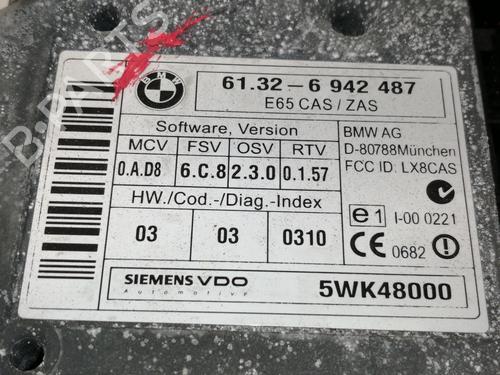 BMW
61.32-6 942 487
E65 CAS / ZAS
Software, Version
MCV FSV OSV RTV
0.A.D8 6.C.8 2.3.0 0.1.57
HW./Cod.-/Diag.-Index
03 03 0310
BMW AG
D-80788München
FCC ID: LX8CAS
e1 I-00 0221
CE 0682
SIEMENS VDO
Automotive
5WK48000
B-PARTS